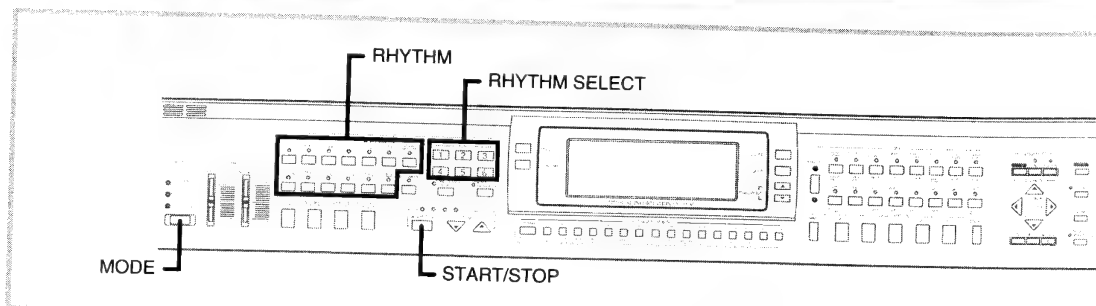 RHYTHM
RHYTHM SELECT
1 2 3
4 5 6
MODE
START/STOP